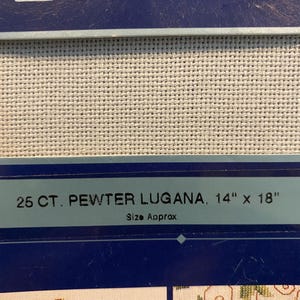 25 CT. PEWTER LUGANA, 14" x 18"
Size Approx